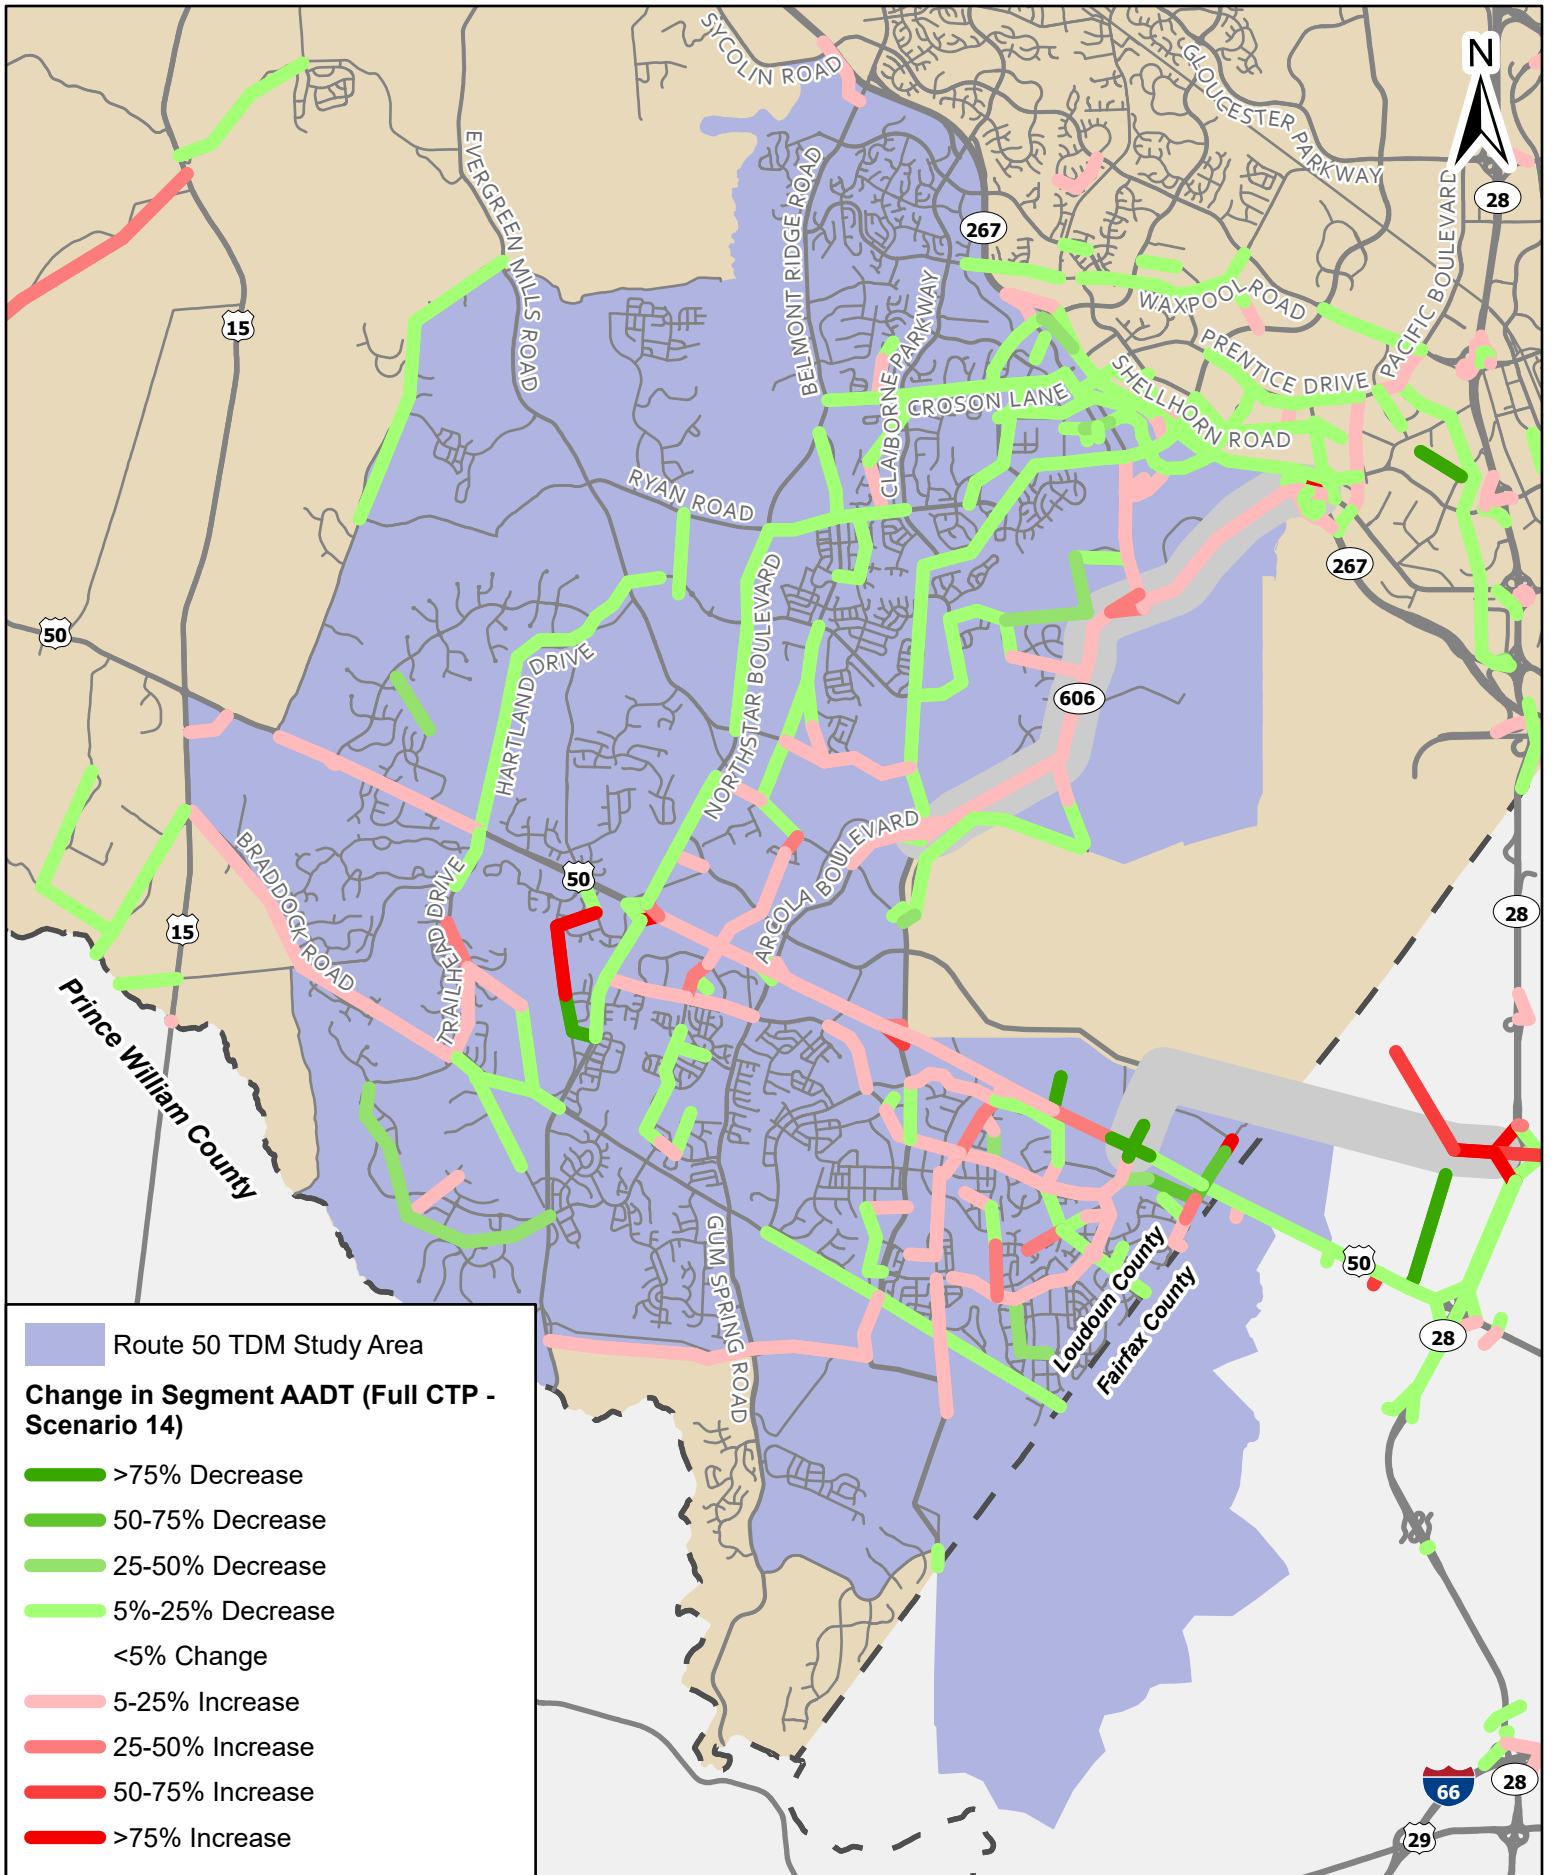 SYCOLIN ROAD
GLOUCESTER PARKWAY
N
EVERGREEN MILLS ROAD
BELMONT RIDGE ROAD
PACIFIC BOULEVARD
28
267
CLAIBORNE PARKWAY
WAXPOOL ROAD
15
PRENTICE DRIVE
SHELLHORN ROAD
CROSON LANE
RYAN ROAD
267
50
HARTLAND DRIVE
NORTHSTAR BOULEVARD
606
BRADDOCK ROAD
ARCOLA BOULEVARD
TRAILHEAD DRIVE
50
15
28
Prince William County
GUM SPRING ROAD
Loudoun County
Fairfax County
50
28
Route 50 TDM Study Area
Change in Segment AADT (Full CTP -
Scenario 14)
>75% Decrease
50-75% Decrease
25-50% Decrease
5%-25% Decrease
<5% Change
5-25% Increase
25-50% Increase
50-75% Increase
>75% Increase
66
28
29